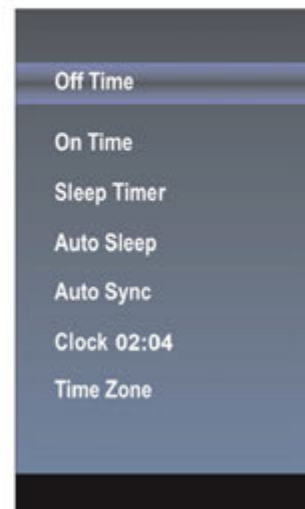 Off Time
On Time
Sleep Timer
Auto Sleep
Auto Sync
Clock 02:04
Time Zone